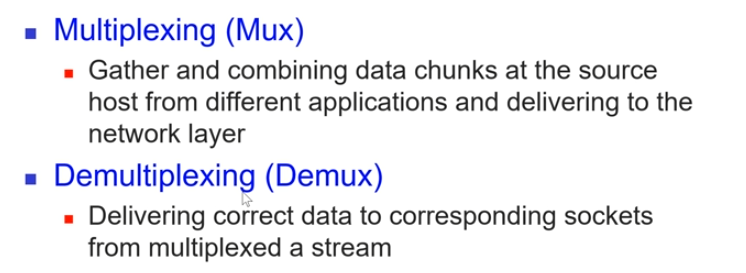 Multiplexing (Mux)
Gather and combining data chunks at the source
host from different applications and delivering to the
network layer
Demultiplexing (Demux)
Delivering correct data to corresponding sockets
from multiplexed a stream